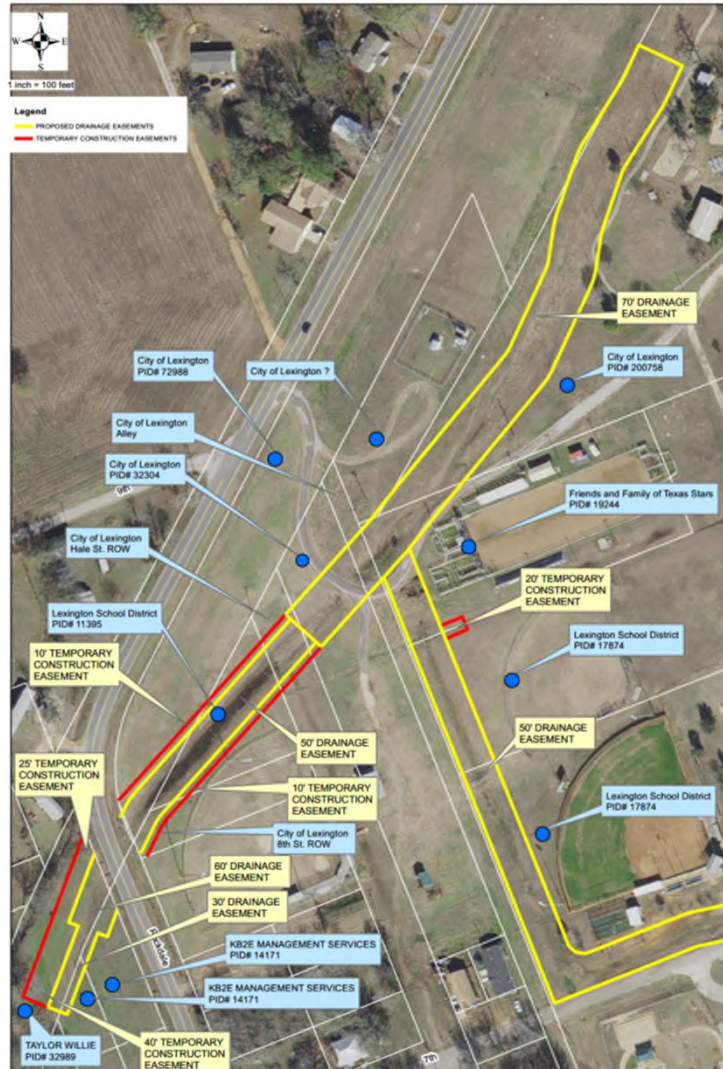 N
W E
S
1 inch = 100 feet
Legend
PROPOSED DRAINAGE EASEMENTS
TEMPORARY CONSTRUCTION EASEMENTS
70' DRAINAGE
EASEMENT
City of Lexington
PID# 72988
City of Lexington ?
City of Lexington
PID# 200758
City of Lexington
Alley
City of Lexington
PID# 32304
9th
Friends and Family of Texas Stars
PID# 19244
City of Lexington
Hale St. ROW
20' TEMPORARY
CONSTRUCTION
EASEMENT
Lexington School District
PID# 11395
Lexington School District
PID# 17874
10' TEMPORARY
CONSTRUCTION
EASEMENT
50' DRAINAGE
EASEMENT
50' DRAINAGE
EASEMENT
25' TEMPORARY
CONSTRUCTION
EASEMENT
10' TEMPORARY
CONSTRUCTION
EASEMENT
Lexington School District
PID# 17874
City of Lexington
8th St. ROW
60' DRAINAGE
EASEMENT
30' DRAINAGE
EASEMENT
Rockdale
KB2E MANAGEMENT SERVICES
PID# 14171
KB2E MANAGEMENT SERVICES
PID# 14171
TAYLOR WILLIE
PID# 32989
40' TEMPORARY
CONSTRUCTION
EASEMENT
7th